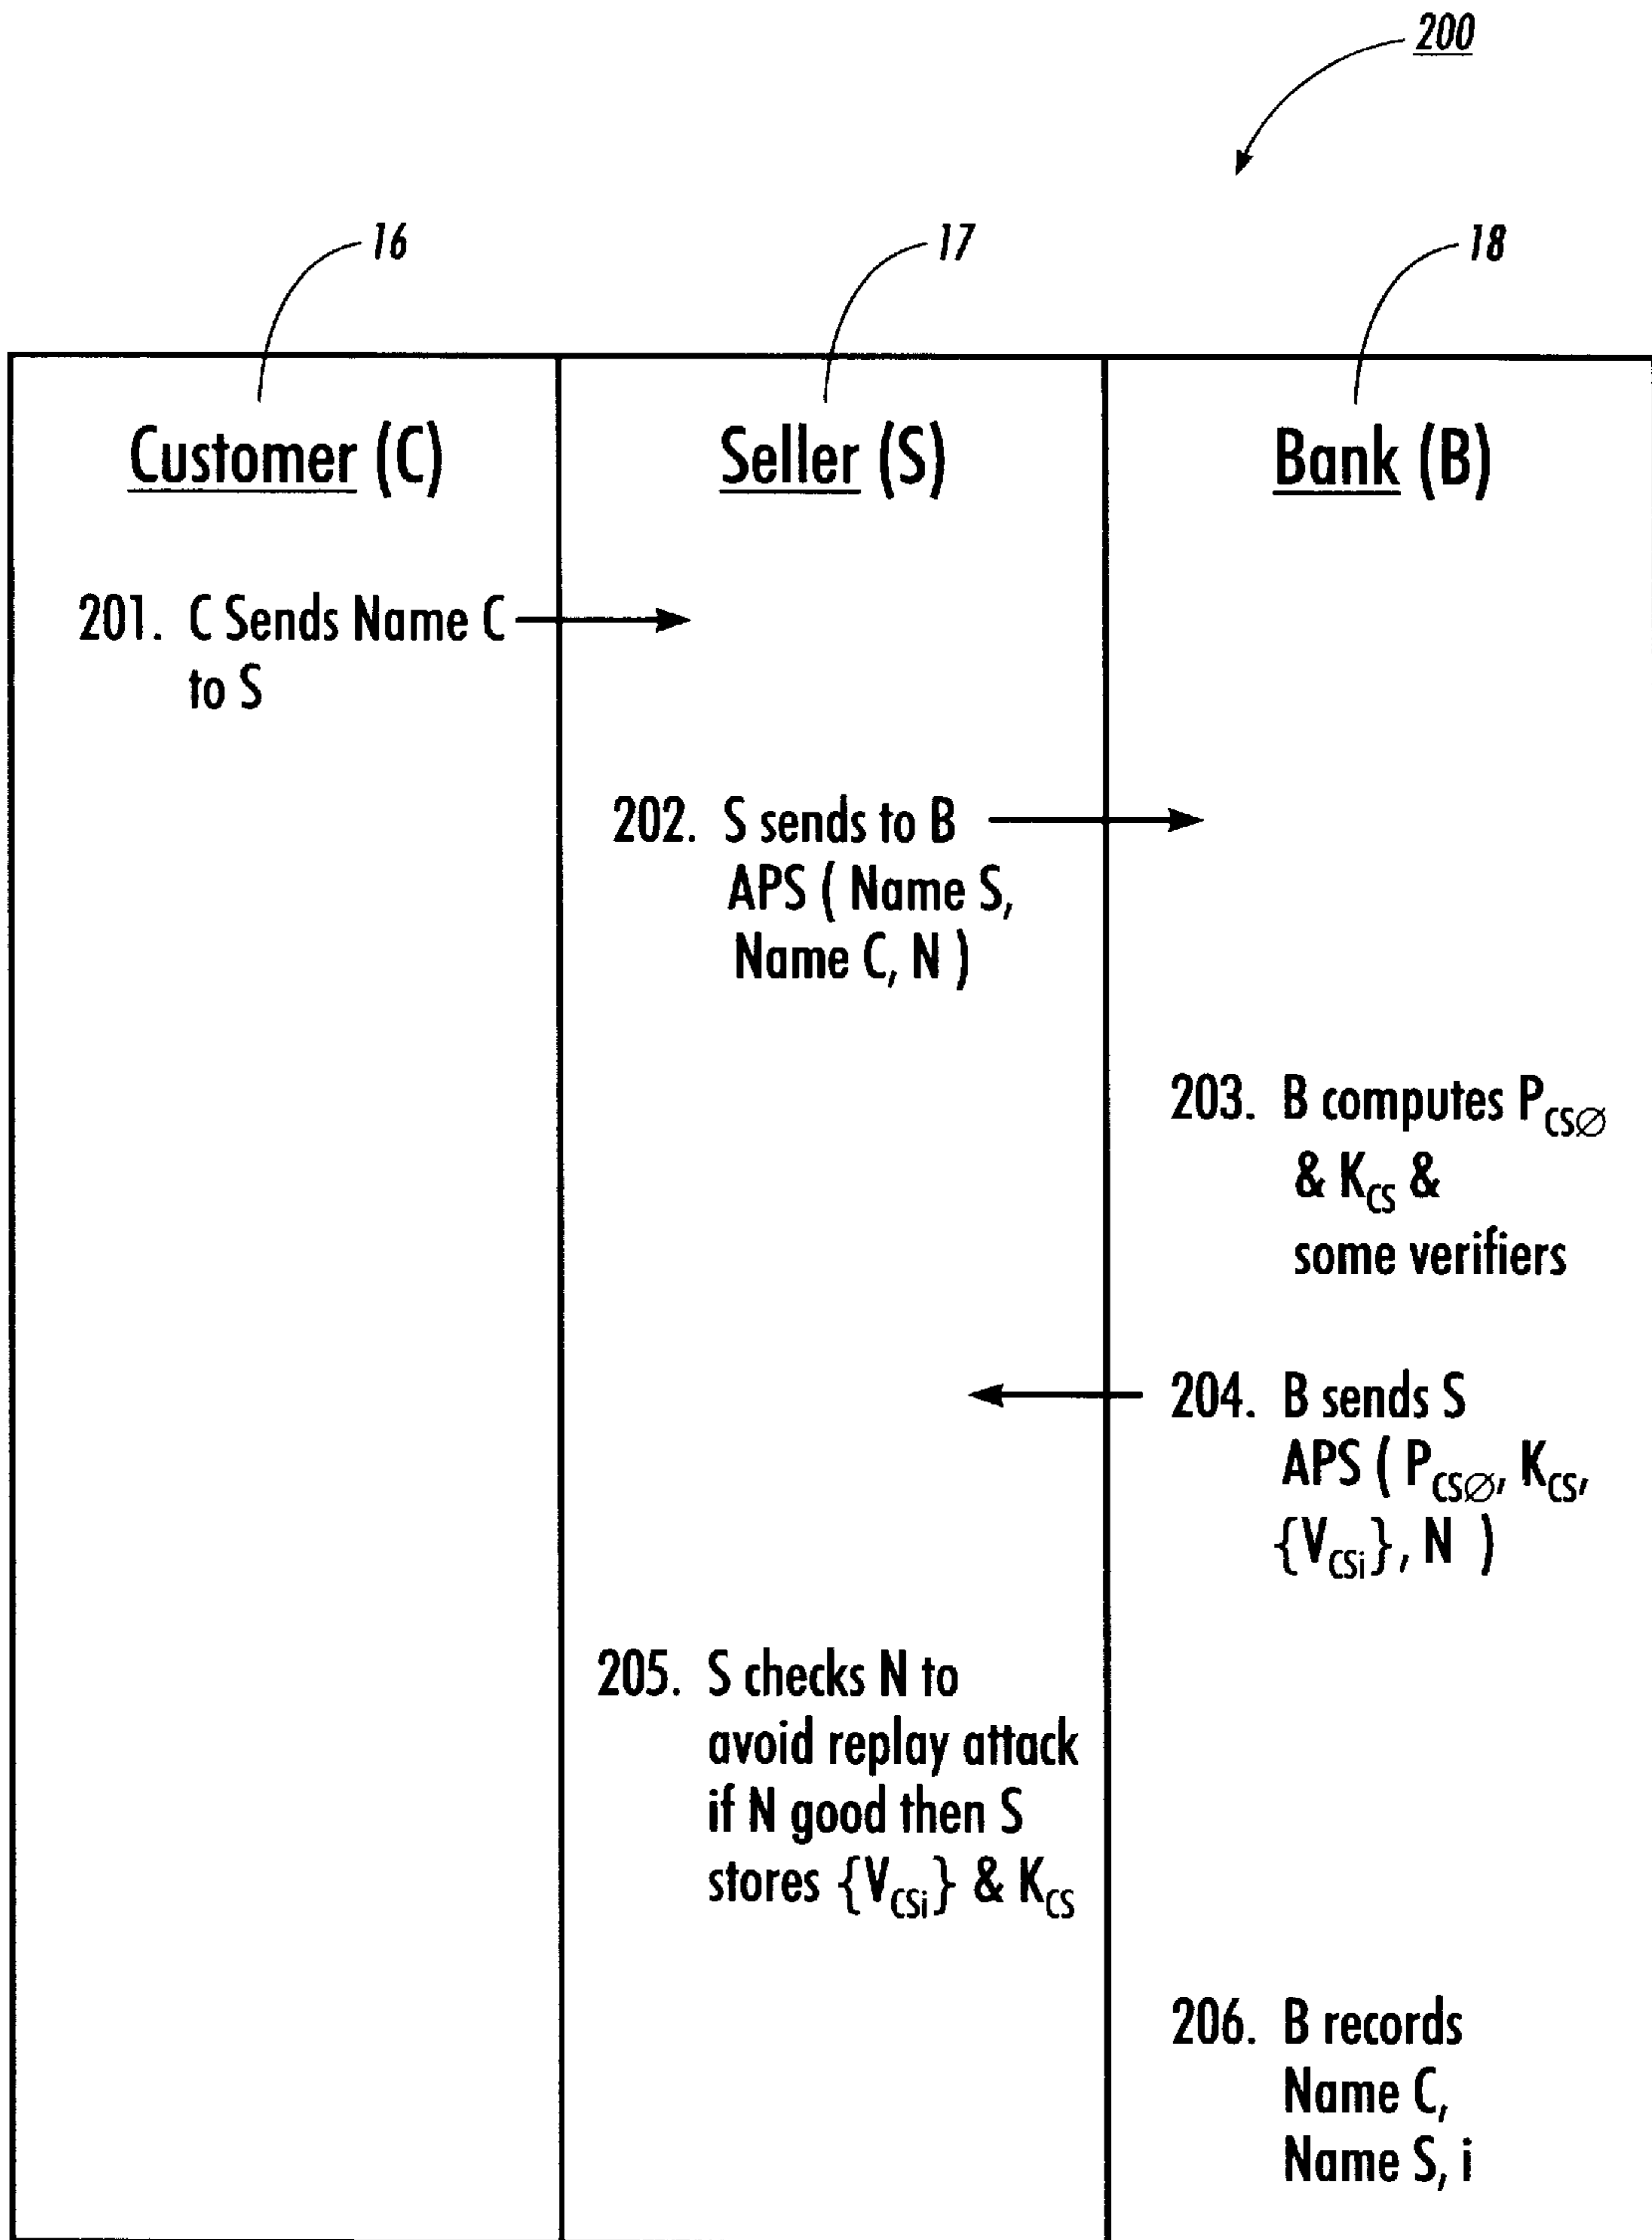 200
16
17
18
Customer (C)
Seller (S)
Bank (B)
201. C Sends Name C
to S
202. S sends to B
APS ( Name S,
Name C, N )
203. B computes P_CSØ
& K_CS &
some verifiers
204. B sends S
APS ( P_CSØ, K_CS,
{V_CSi}, N )
205. S checks N to
avoid replay attack
if N good then S
stores {V_CSi} & K_CS
206. B records
Name C,
Name S, i